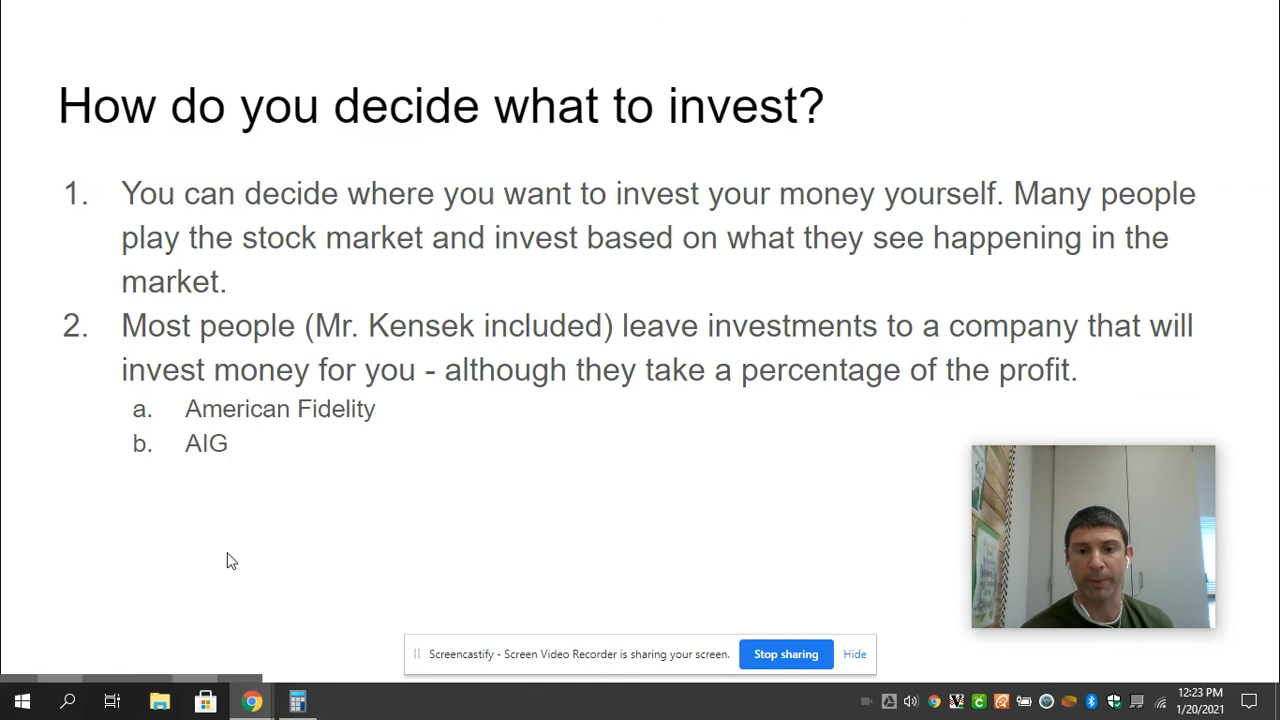 How do you decide what to invest?
1. You can decide where you want to invest your money yourself. Many people
play the stock market and invest based on what they see happening in the
market.
2. Most people (Mr. Kensek included) leave investments to a company that will
invest money for you - although they take a percentage of the profit.
a. American Fidelity
b. AIG
Screencastify - Screen Video Recorder is sharing your screen. Stop sharing Hide
12:23 PM
1/20/2021